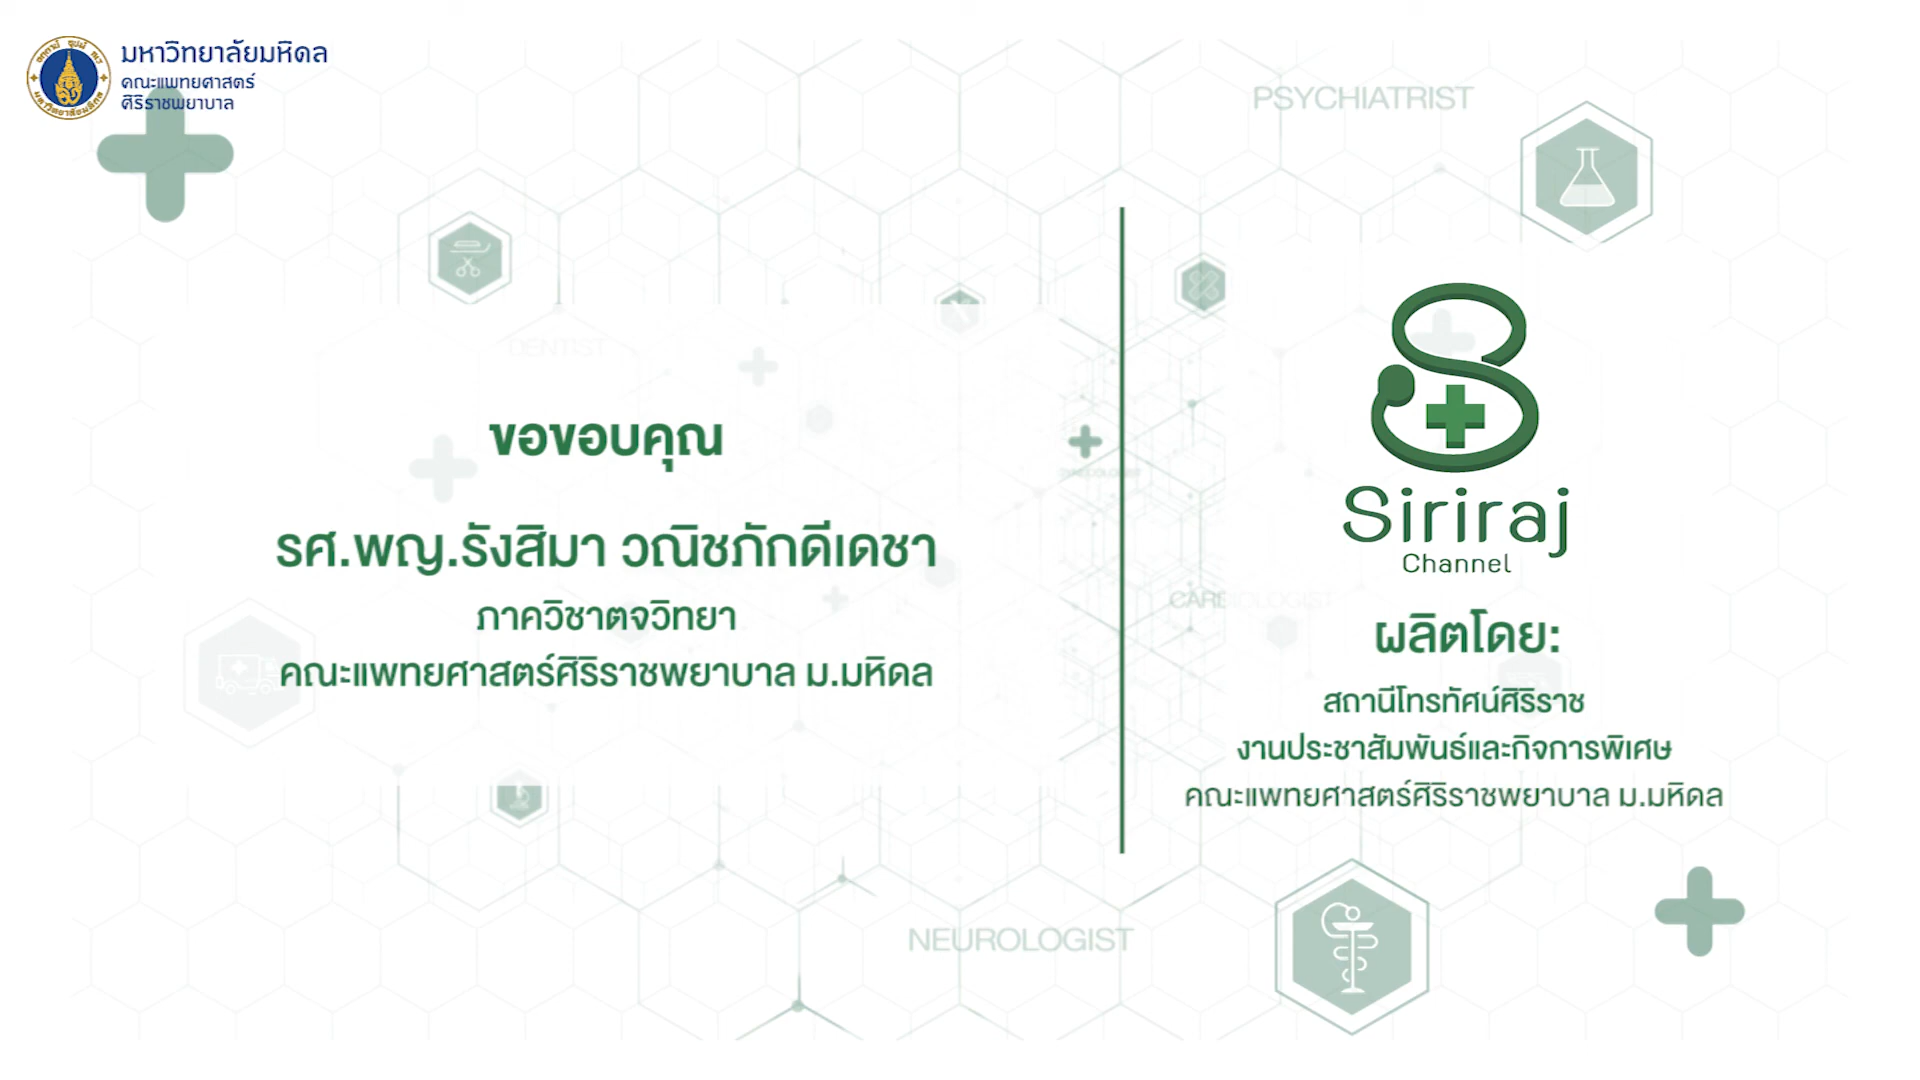 มหาวิทยาลัยมหิดล
คณะแพทยศาสตร์
ศิริราชพยาบาล
PSYCHIATRIST
DENTIST
ขอขอบคุณ
รศ.พญ.รังสิมา วณิชภักดีเดชา
ภาควิชาตจวิทยา
คณะแพทยศาสตร์ศิริราชพยาบาล ม.มหิดล
Siriraj
Channel
ผลิตโดย:
สถานีโทรทัศน์ศิริราช
งานประชาสัมพันธ์และกิจการพิเศษ
คณะแพทยศาสตร์ศิริราชพยาบาล ม.มหิดล
NEUROLOGIST